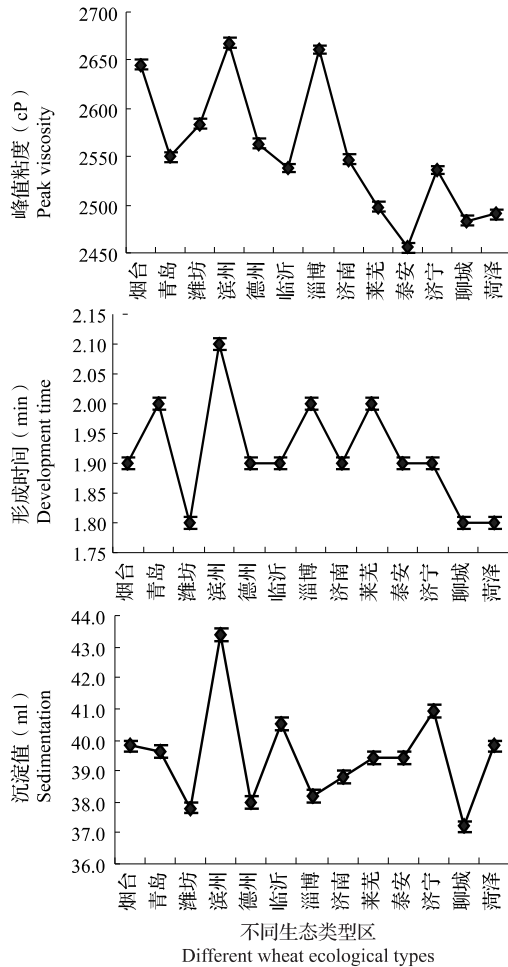 2700
2650
2600
2550
2500
2450
峰值粘度（cP）
Peak viscosity
烟台 青岛 潍坊 滨州 德州 临沂 淄博 济南 莱芜 泰安 济宁 聊城 菏泽
2.15
2.10
2.05
2.00
1.95
1.90
1.85
1.80
1.75
形成时间（min）
Development time
烟台 青岛 潍坊 滨州 德州 临沂 淄博 济南 莱芜 泰安 济宁 聊城 菏泽
44.0
43.0
42.0
41.0
40.0
39.0
38.0
37.0
36.0
沉淀值（ml）
Sedimentation
烟台 青岛 潍坊 滨州 德州 临沂 淄博 济南 莱芜 泰安 济宁 聊城 菏泽
不同生态类型区
Different wheat ecological types